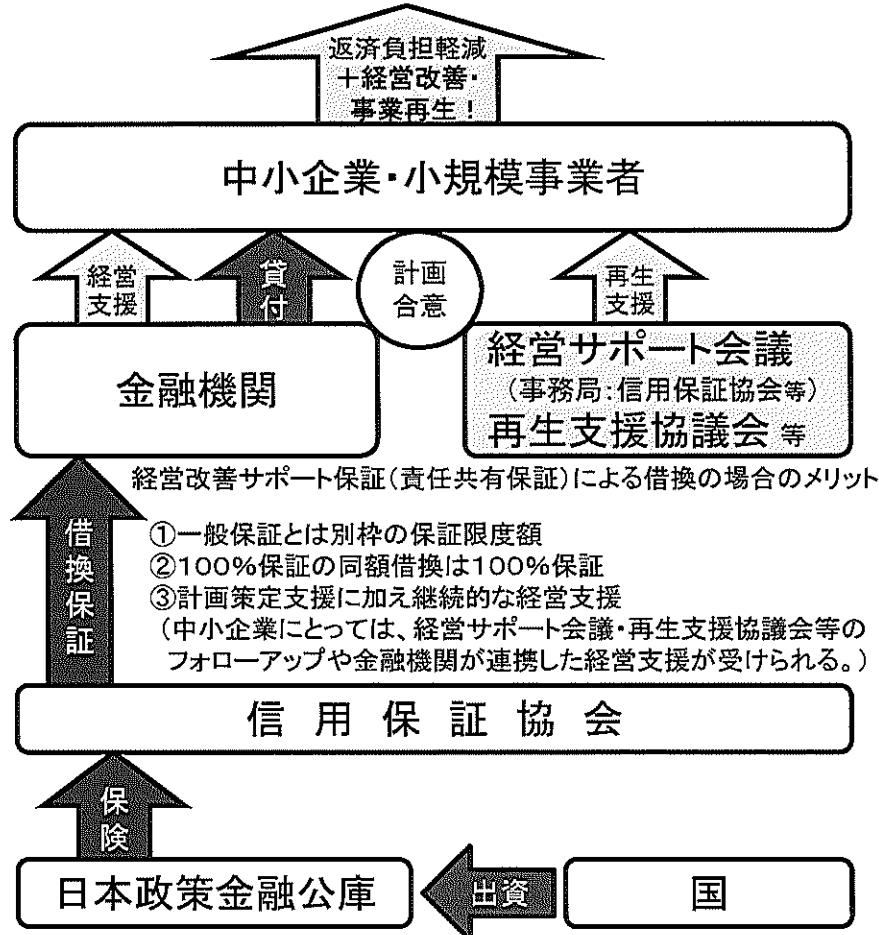 返済負担軽減
＋経営改善・
事業再生！
中小企業・小規模事業者
経営
支援
貸付
計画
合意
再生
支援
金融機関
経営サポート会議
（事務局：信用保証協会等）
再生支援協議会 等
経営改善サポート保証（責任共有保証）による借換の場合のメリット
借換保証
①一般保証とは別枠の保証限度額
②１００％保証の同額借換は１００％保証
③計画策定支援に加え継続的な経営支援
（中小企業にとっては、経営サポート会議・再生支援協議会等の
フォローアップや金融機関が連携した経営支援が受けられる。）
信用保証協会
保険
日本政策金融公庫
出資
国